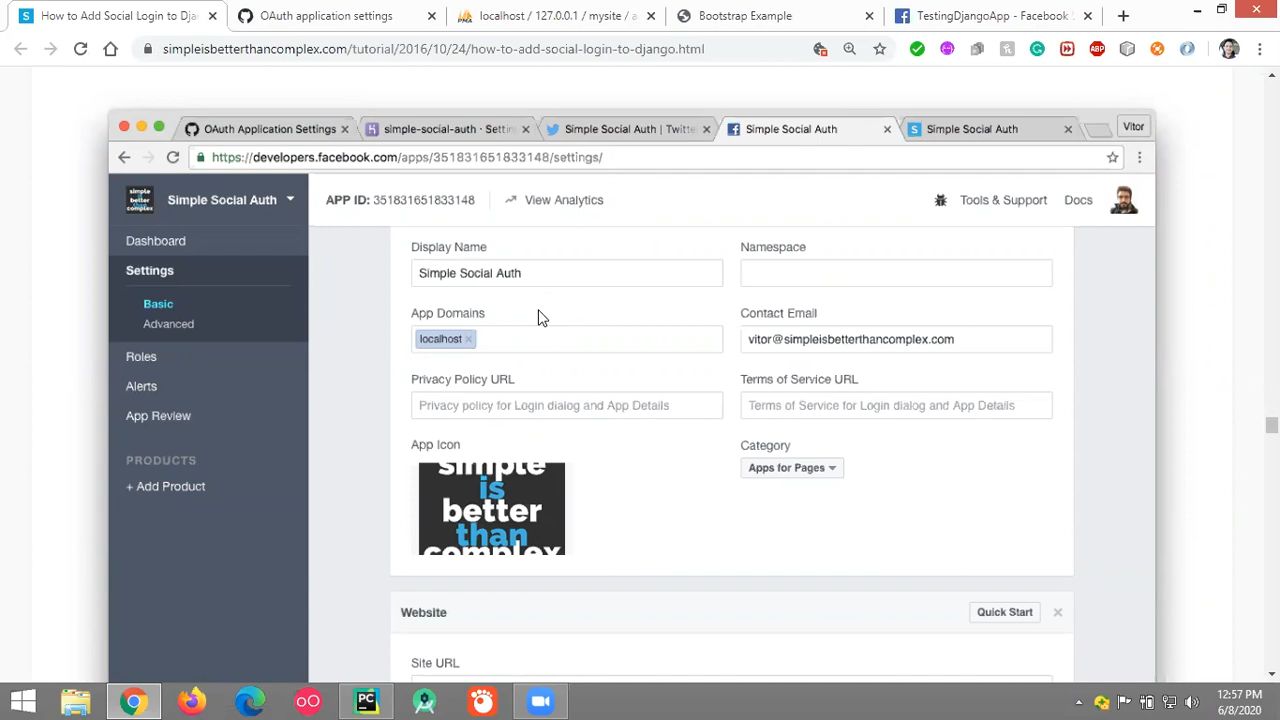 How to Add Social Login to Dj
OAuth application settings
localhost / 127.0.0.1 / mysite / a
Bootstrap Example
TestingDjangoApp - Facebook
simpleisbetterthancomplex.com/tutorial/2016/10/24/how-to-add-social-login-to-django.html
OAuth Application Settings
simple-social-auth · Settin
Simple Social Auth | Twitte
Simple Social Auth
Simple Social Auth
Vitor
https://developers.facebook.com/apps/351831651833148/settings/
Simple Social Auth
APP ID: 351831651833148
View Analytics
Tools & Support
Docs
Dashboard
Settings
Basic
Advanced
Roles
Alerts
App Review
PRODUCTS
+ Add Product
Display Name
Simple Social Auth
Namespace
App Domains
localhost
Contact Email
vitor@simpleisbetterthancomplex.com
Privacy Policy URL
Privacy policy for Login dialog and App Details
Terms of Service URL
Terms of Service for Login dialog and App Details
App Icon
simple
is
better
than
complex
Category
Apps for Pages
Website
Quick Start
Site URL
12:57 PM
6/8/2020